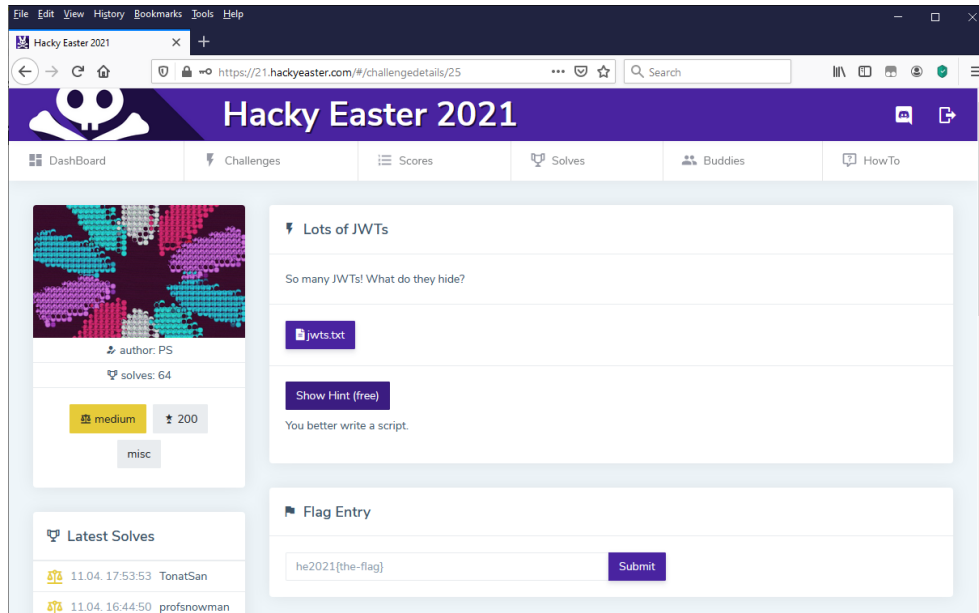 File Edit View History Bookmarks Tools Help
Hacky Easter 2021
https://21.hackyeaster.com/#/challengedetails/25
Search
Hacky Easter 2021
DashBoard
Challenges
Scores
Solves
Buddies
HowTo
author: PS
solves: 64
medium
200
misc
Latest Solves
11.04. 17:53:53 TonatSan
11.04. 16:44:50 profsnowman
Lots of JWTs
So many JWTs! What do they hide?
jwts.txt
Show Hint (free)
You better write a script.
Flag Entry
he2021{the-flag}
Submit